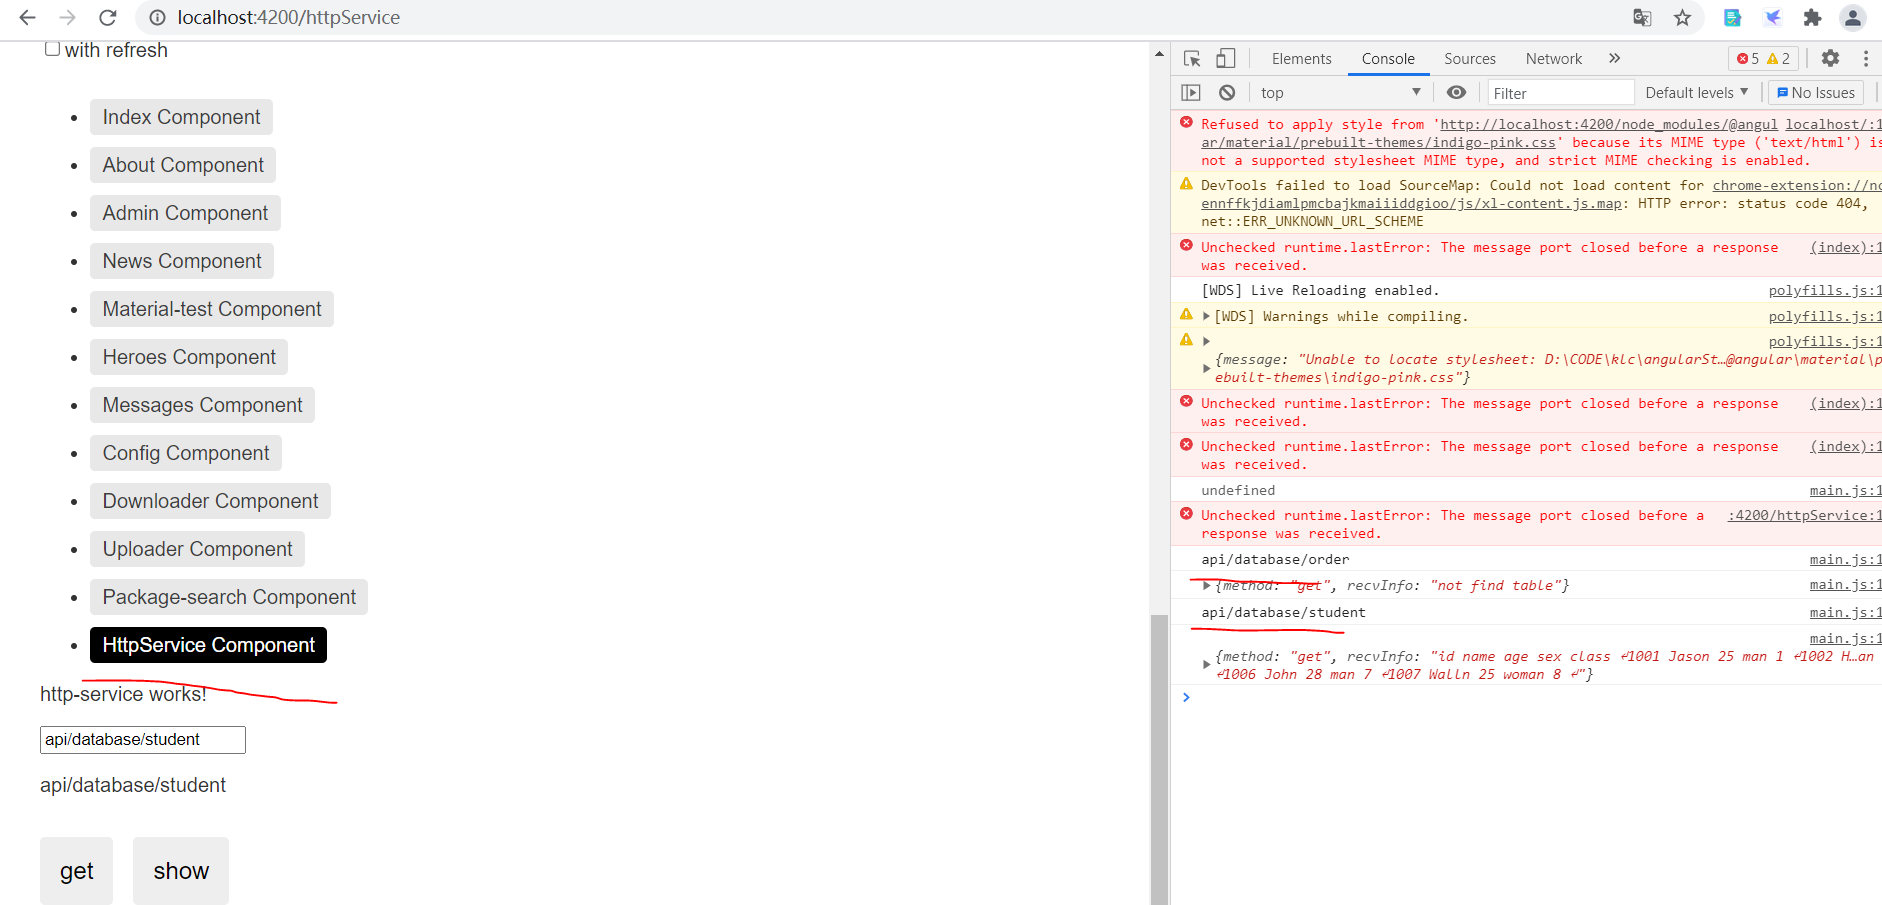 localhost:4200/httpService
with refresh
Index Component
About Component
Admin Component
News Component
Material-test Component
Heroes Component
Messages Component
Config Component
Downloader Component
Uploader Component
Package-search Component
HttpService Component
http-service works!
api/database/student
api/database/student
get show
Elements Console Sources Network » 5 2
top Filter Default levels No Issues
Refused to apply style from 'http://localhost:4200/node_modules/@angul localhost/:1
ar/material/prebuilt-themes/indigo-pink.css' because its MIME type ('text/html') is
not a supported stylesheet MIME type, and strict MIME checking is enabled.
DevTools failed to load SourceMap: Could not load content for chrome-extension://nc
ennffkjdiamlpmcbajkmaiiiddgioo/js/xl-content.js.map: HTTP error: status code 404,
net::ERR_UNKNOWN_URL_SCHEME
Unchecked runtime.lastError: The message port closed before a response (index):1
was received.
[WDS] Live Reloading enabled. polyfills.js:1
[WDS] Warnings while compiling. polyfills.js:1
polyfills.js:1
{message: "Unable to locate stylesheet: D:\CODE\klc\angularSt…@angular\material\pr
ebuilt-themes\indigo-pink.css"}
Unchecked runtime.lastError: The message port closed before a response (index):1
was received.
Unchecked runtime.lastError: The message port closed before a response (index):1
was received.
undefined main.js:1
Unchecked runtime.lastError: The message port closed before a :4200/httpService:1
response was received.
api/database/order main.js:1
{method: "get", recvInfo: "not find table"} main.js:1
api/database/student main.js:1
main.js:1
{method: "get", recvInfo: "id name age sex class ↵1001 Jason 25 man 1 ↵1002 H…an
↵1006 John 28 man 7 ↵1007 Walln 25 woman 8 ↵"}